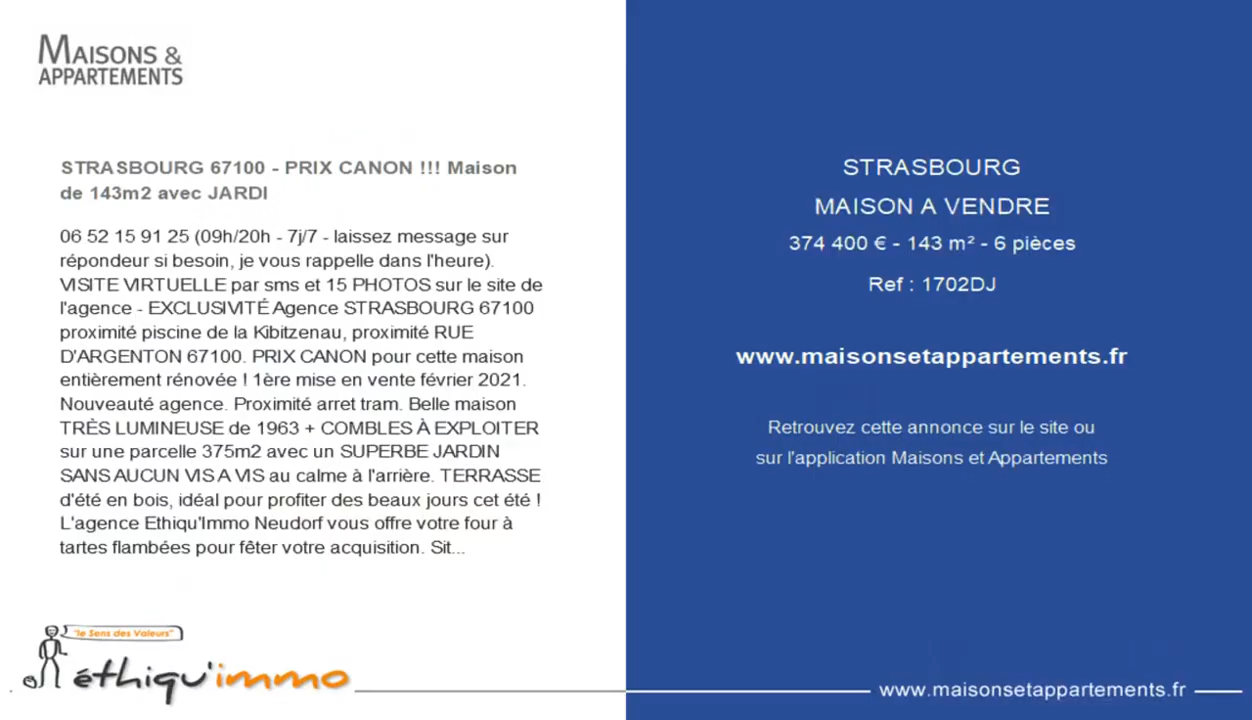 MAISONS &
APPARTEMENTS
STRASBOURG 67100 - PRIX CANON !!! Maison
de 143m2 avec JARDI
06 52 15 91 25 (09h/20h - 7j/7 - laissez message sur
répondeur si besoin, je vous rappelle dans l'heure).
VISITE VIRTUELLE par sms et 15 PHOTOS sur le site de
l'agence - EXCLUSIVITÉ Agence STRASBOURG 67100
proximité piscine de la Kibitzenau, proximité RUE
D'ARGENTON 67100. PRIX CANON pour cette maison
entièrement rénovée ! 1ère mise en vente février 2021.
Nouveauté agence. Proximité arret tram. Belle maison
TRÈS LUMINEUSE de 1963 + COMBLES À EXPLOITER
sur une parcelle 375m2 avec un SUPERBE JARDIN
SANS AUCUN VIS A VIS au calme à l'arrière. TERRASSE
d'été en bois, idéal pour profiter des beaux jours cet été !
L'agence Ethiqu'Immo Neudorf vous offre votre four à
tartes flambées pour fêter votre acquisition. Sit...
"le Sens des Valeurs"
éthiqu'immo
STRASBOURG
MAISON A VENDRE
374 400 € - 143 m² - 6 pièces
Ref : 1702DJ
www.maisonsetappartements.fr
Retrouvez cette annonce sur le site ou
sur l'application Maisons et Appartements
www.maisonsetappartements.fr